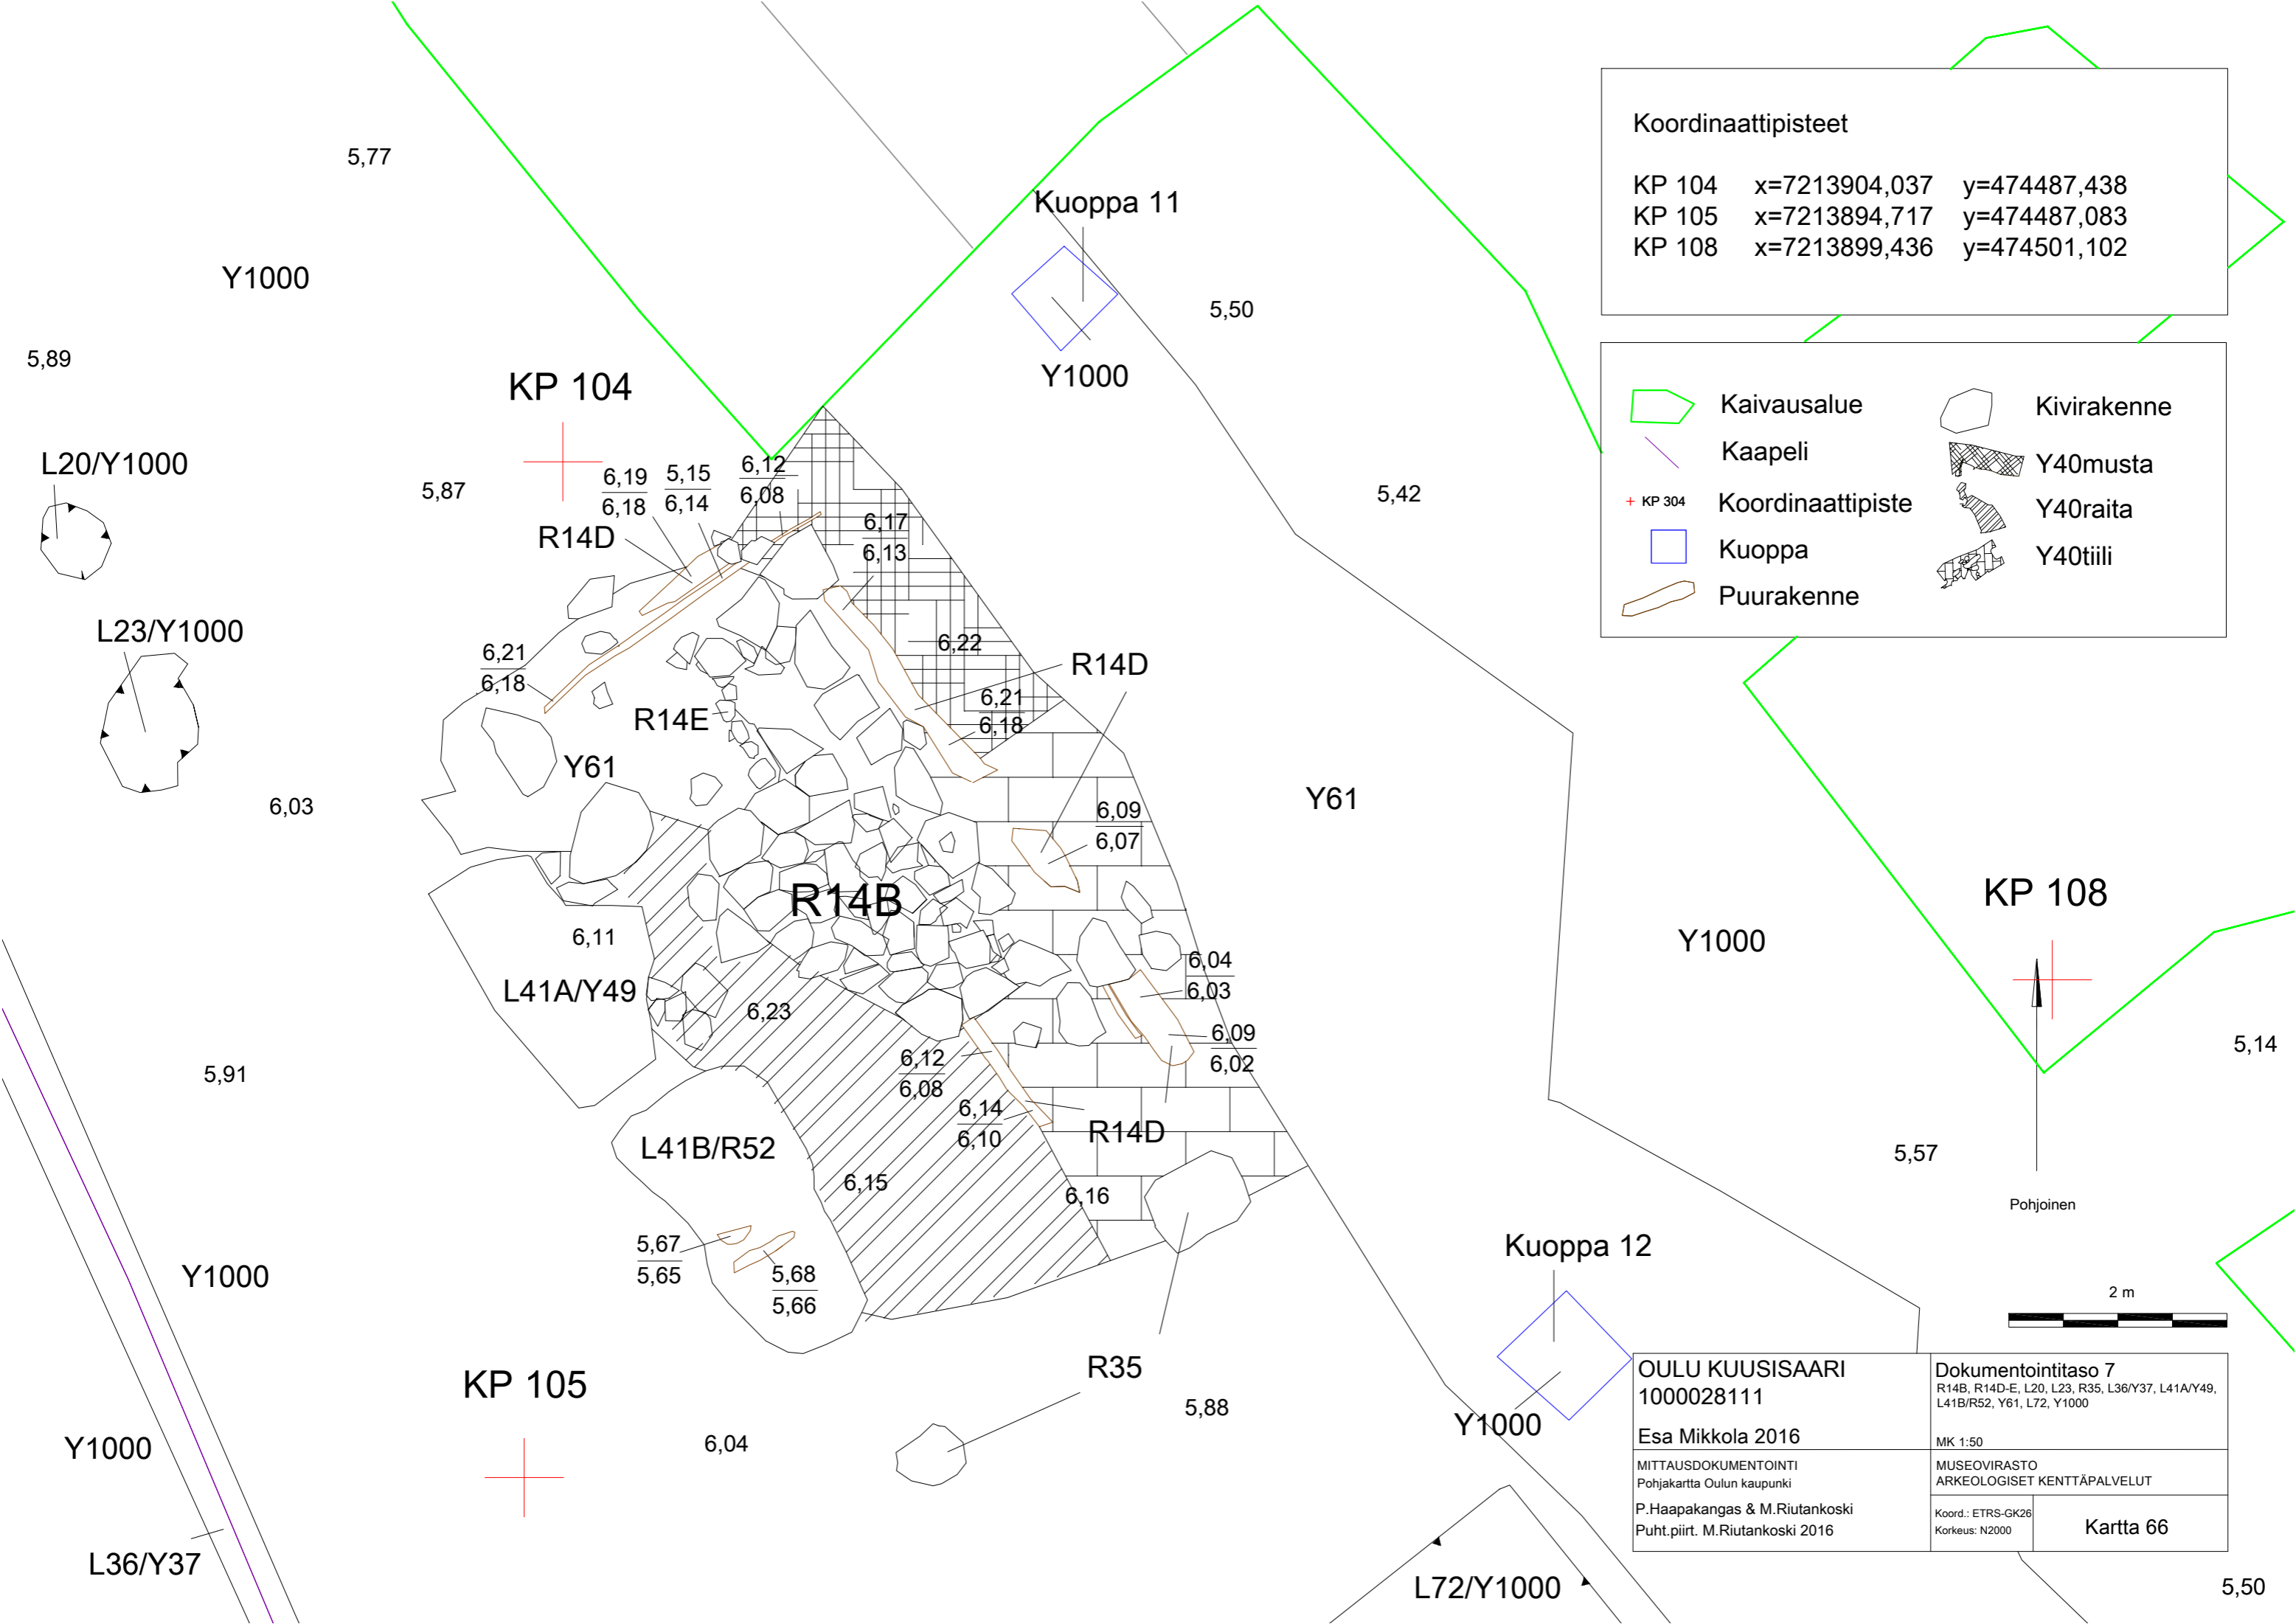 Koordinaattipisteet
KP 104 x=7213904,037 y=474487,438
KP 105 x=7213894,717 y=474487,083
KP 108 x=7213899,436 y=474501,102
Kaivausalue
Kaapeli
+ KP 304 Koordinaattipiste
Kuoppa
Puurakenne
Kivirakenne
Y40musta
Y40raita
Y40tiili
5,77
Kuoppa 11
Y1000
5,50
5,89
Y1000
KP 104
L20/Y1000
5,87
6,19
6,18
5,15
6,14
6,12
6,08
5,42
R14D
6,17
6,13
L23/Y1000
6,21
6,18
6,22
R14D
R14E
6,21
6,18
Y61
6,03
Y61
6,09
6,07
R14B
KP 108
6,11
Y1000
L41A/Y49
6,04
6,03
6,23
6,09
6,02
5,14
5,91
6,12
6,08
6,14
6,10
R14D
L41B/R52
5,57
6,15
6,16
Pohjoinen
5,67
5,65
Kuoppa 12
Y1000
5,68
5,66
2 m
R35
KP 105
5,88
Y1000
6,04
Y1000
L36/Y37
L72/Y1000
5,50
OULU KUUSISAARI
1000028111
Esa Mikkola 2016
Dokumentointitaso 7
R14B, R14D-E, L20, L23, R35, L36/Y37, L41A/Y49,
L41B/R52, Y61, L72, Y1000
MK 1:50
MITTAUSDOKUMENTOINTI
Pohjakartta Oulun kaupunki
P.Haapakangas & M.Riutankoski
Puht.piirt. M.Riutankoski 2016
MUSEOVIRASTO
ARKEOLOGISET KENTTÄPALVELUT
Koord.: ETRS-GK26
Korkeus: N2000
Kartta 66